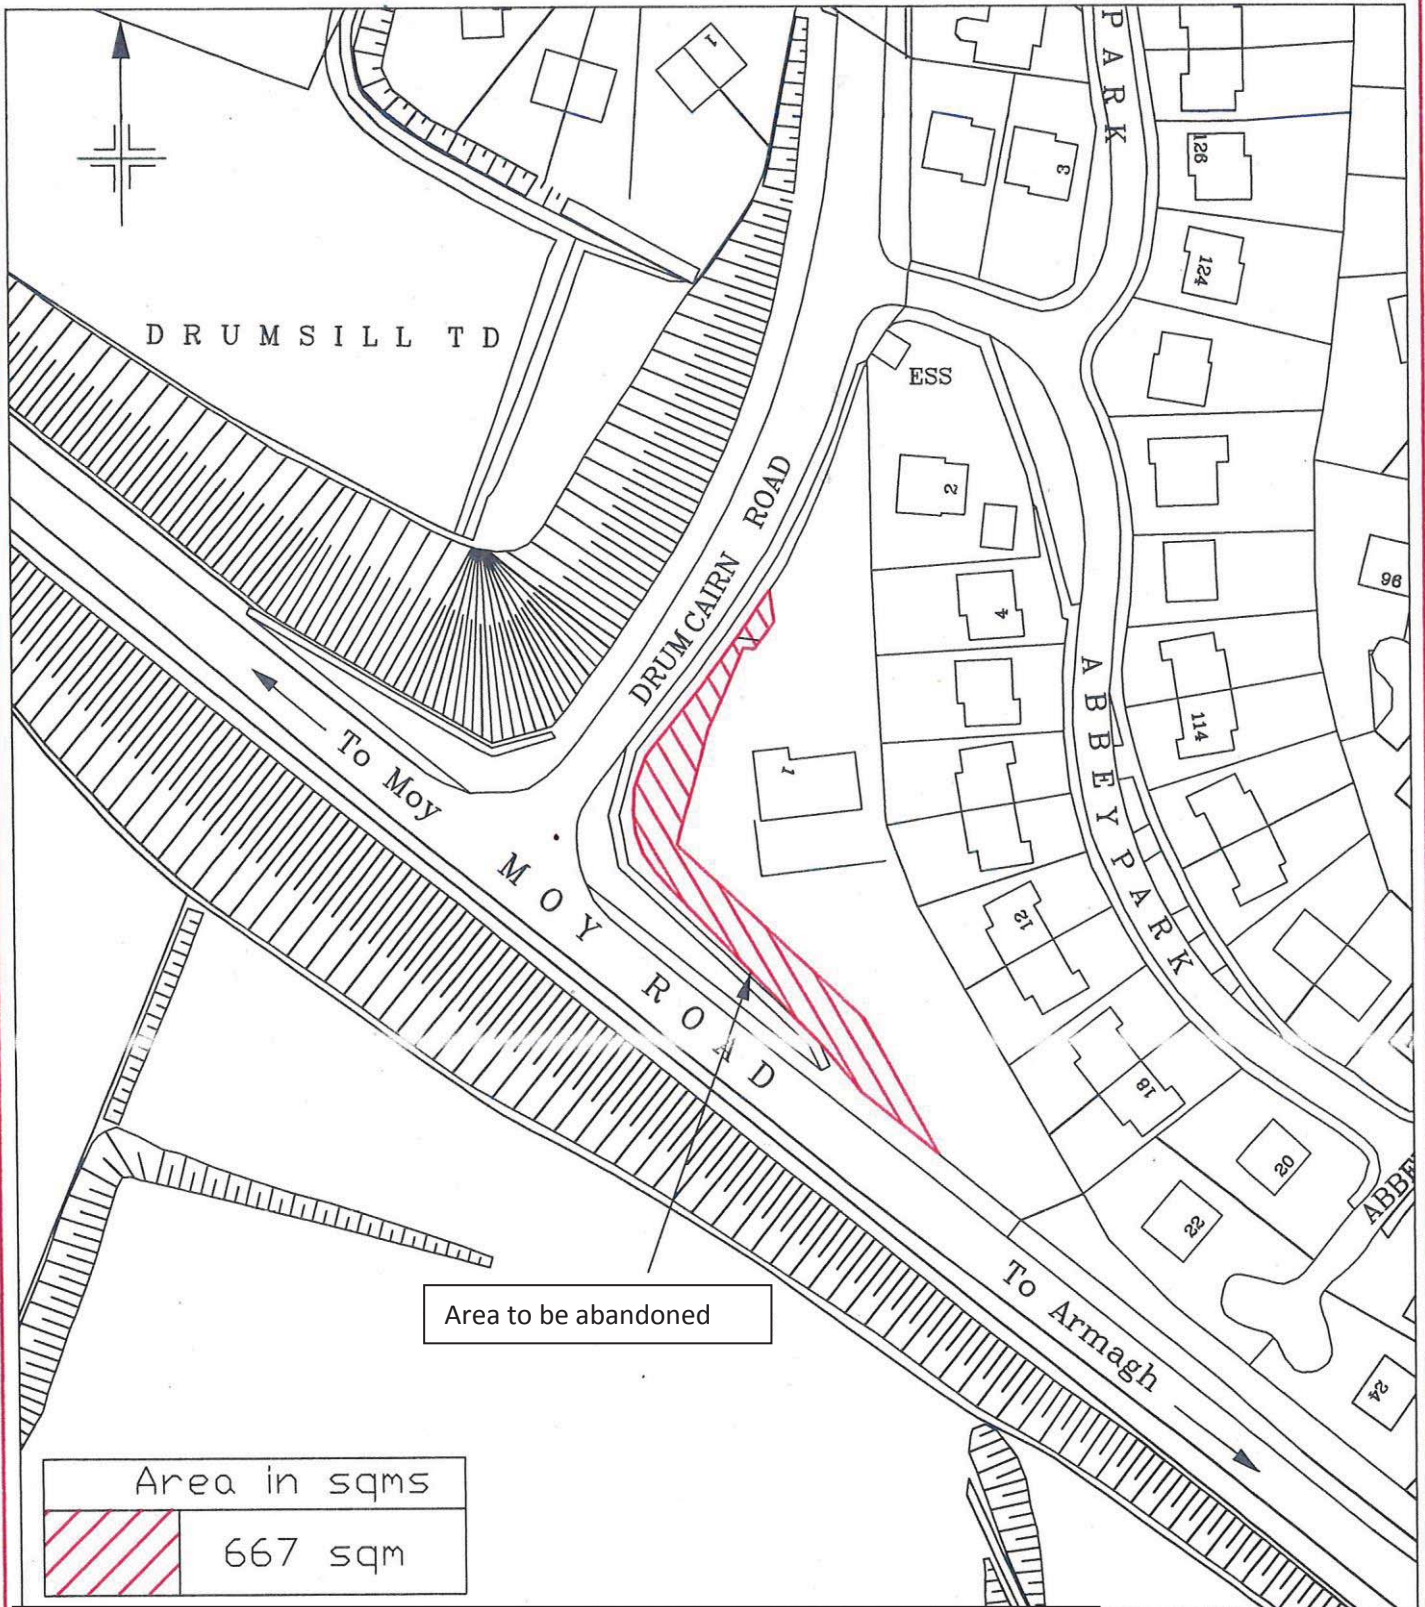 1
PARK
3
126
124
DRUMSILL TD
ESS
2
DRUMCAIRN ROAD
96
4
ABBEY PARK
114
1
To Moy
MOY ROAD
12
18
20
22
To Armagh
24
Area to be abandoned
Area in sqms
667 sqm